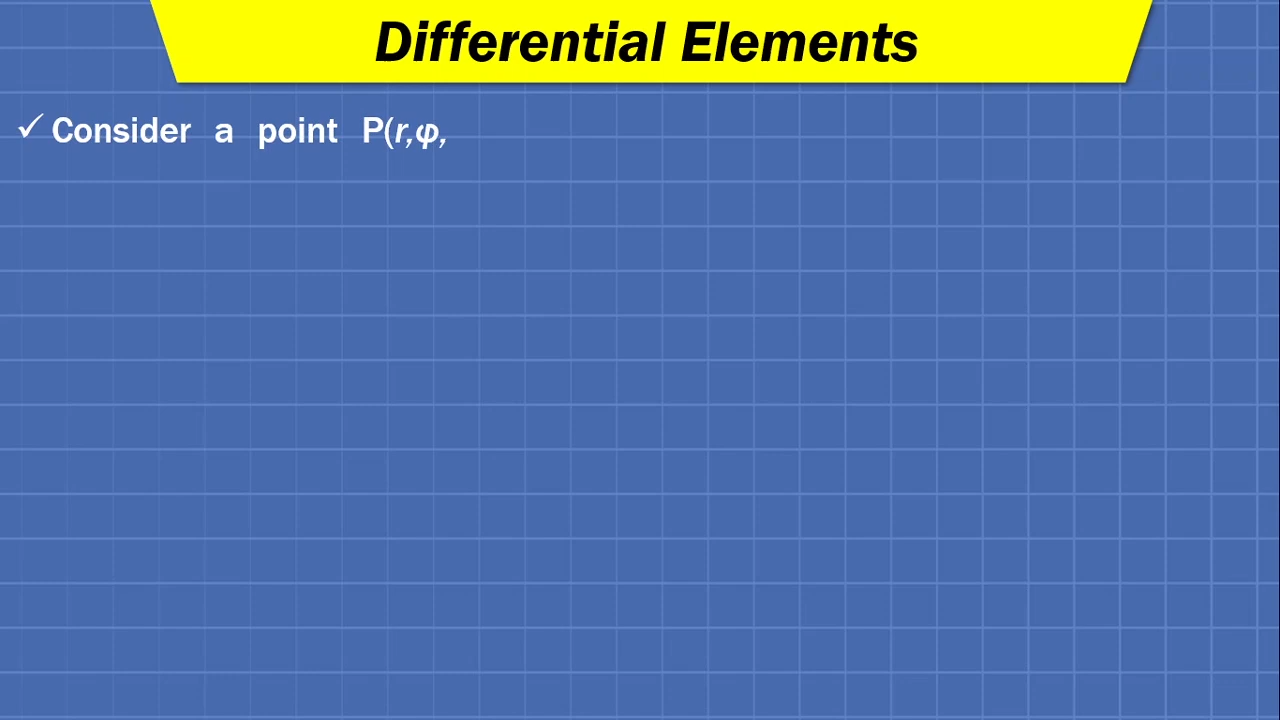 Differential Elements
✓ Consider a point P(r,φ,